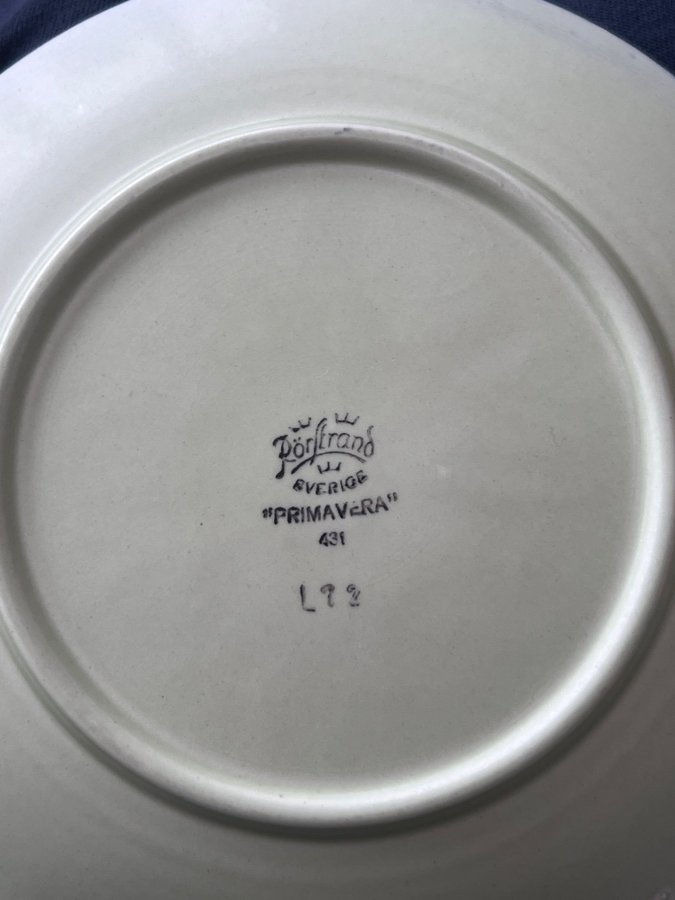 Rörstrand
SVERIGE
"PRIMAVERA"
431